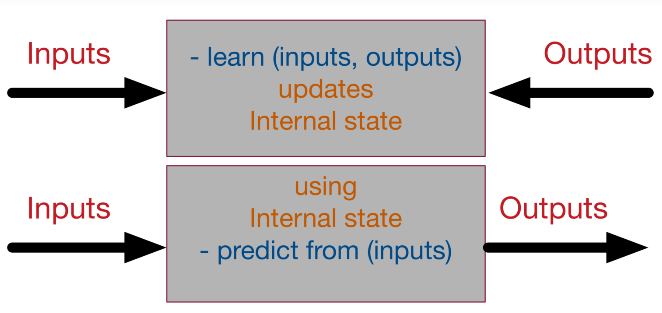 Inputs
- learn (inputs, outputs)
updates
Internal state
Outputs
Inputs
using
Internal state
- predict from (inputs)
Outputs